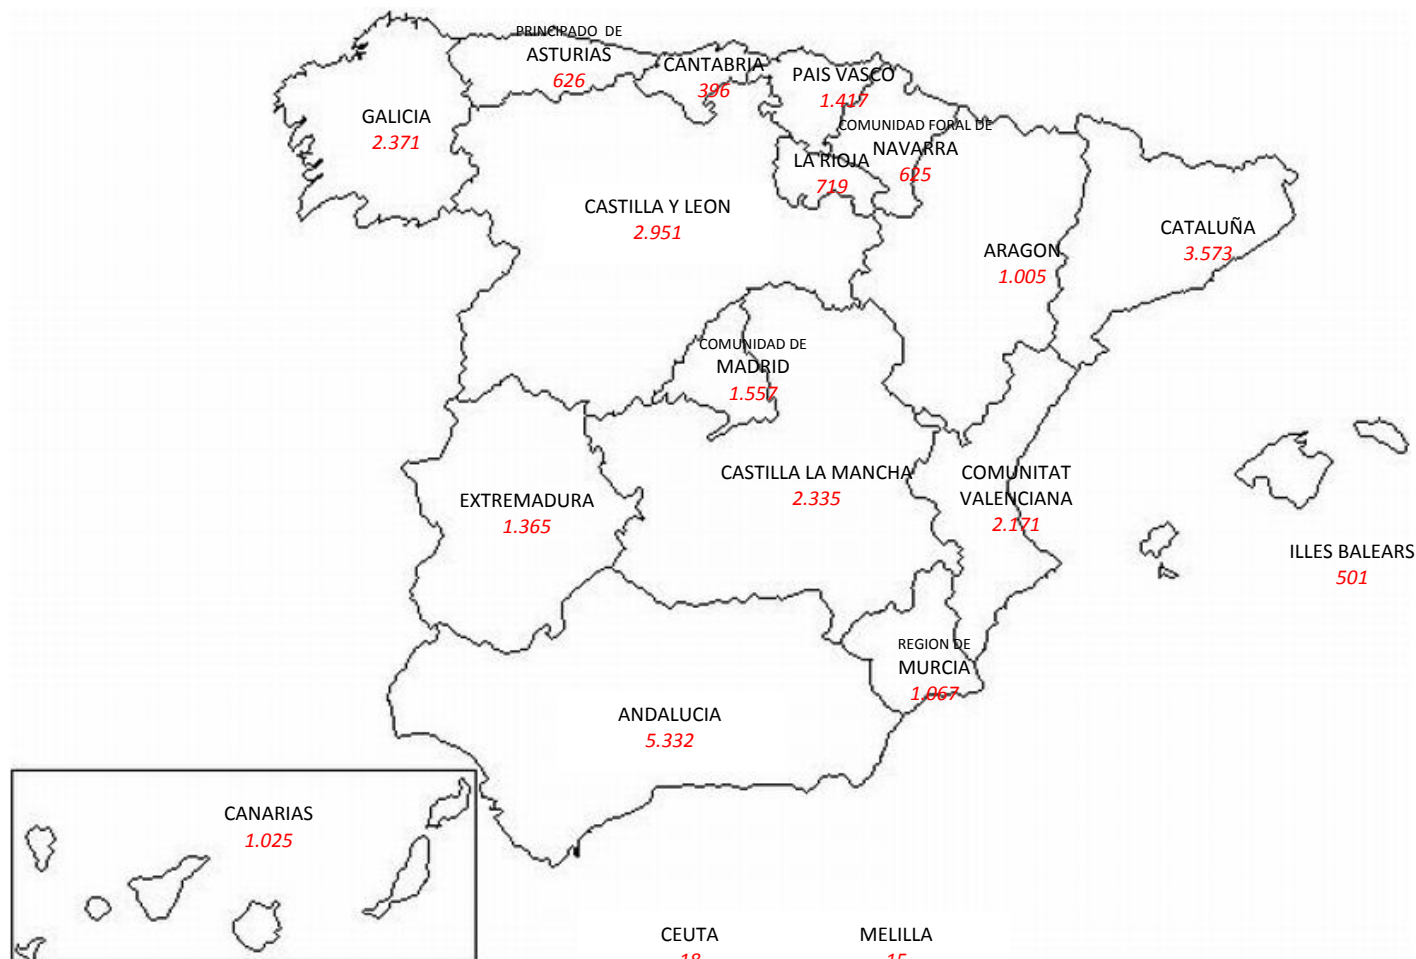 PRINCIPADO DE
ASTURIAS
626
CANTABRIA
396
PAIS VASCO
1.417
GALICIA
2.371
COMUNIDAD FORAL DE
NAVARRA
625
LA RIOJA
719
CASTILLA Y LEON
2.951
ARAGON
1.005
CATALUÑA
3.573
COMUNIDAD DE
MADRID
1.557
CASTILLA LA MANCHA
2.335
COMUNITAT
VALENCIANA
2.171
EXTREMADURA
1.365
ILLES BALEARS
501
REGION DE
MURCIA
1.067
ANDALUCIA
5.332
CANARIAS
1.025
CEUTA
18
MELILLA
15